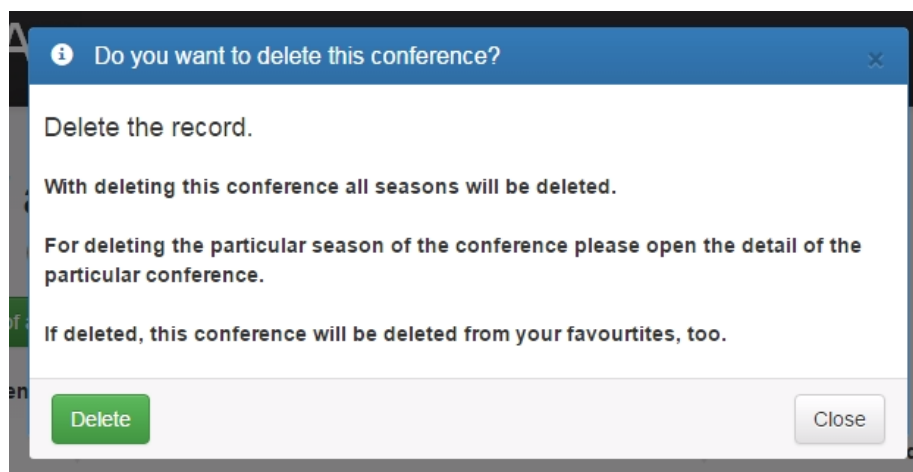 Do you want to delete this conference?
Delete the record.
With deleting this conference all seasons will be deleted.
For deleting the particular season of the conference please open the detail of the
particular conference.
If deleted, this conference will be deleted from your favourtites, too.
Delete
Close